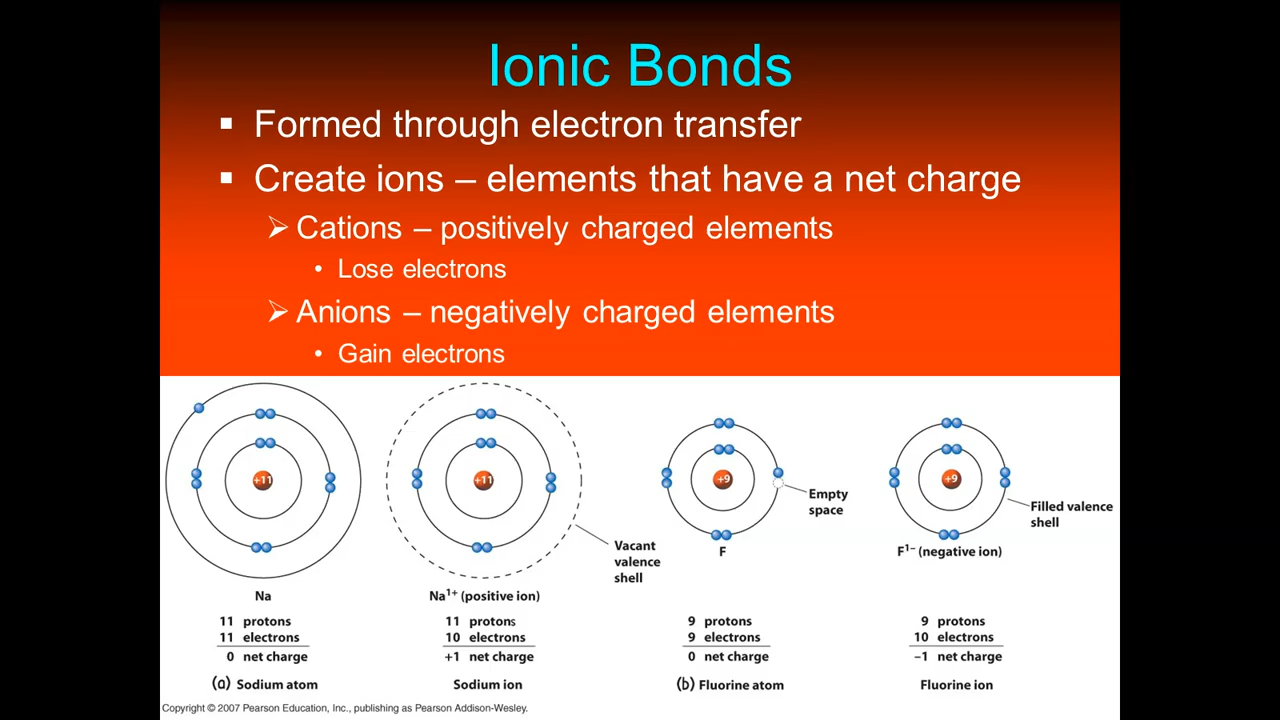 Ionic Bonds
▪ Formed through electron transfer
▪ Create ions – elements that have a net charge
➢ Cations – positively charged elements
• Lose electrons
➢ Anions – negatively charged elements
• Gain electrons
+11
+11
+9
+9
Empty
space
Filled valence
shell
Vacant
valence
shell
Na
Na¹⁺ (positive ion)
F
F¹⁻ (negative ion)
11 protons
11 electrons
0 net charge
(a) Sodium atom
11 protons
10 electrons
+1 net charge
Sodium ion
9 protons
9 electrons
0 net charge
(b) Fluorine atom
9 protons
10 electrons
–1 net charge
Fluorine ion
Copyright © 2007 Pearson Education, Inc., publishing as Pearson Addison-Wesley.